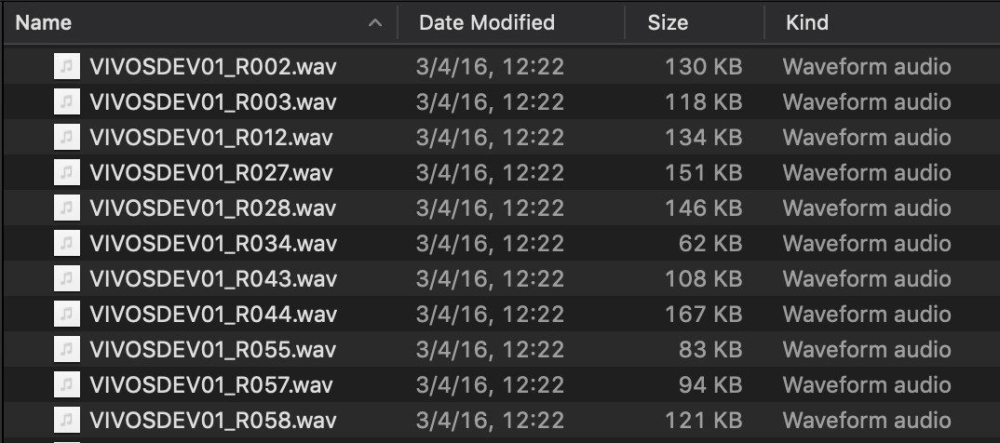 Name Date Modified Size Kind
VIVOSDEV01_R002.wav 3/4/16, 12:22 130 KB Waveform audio
VIVOSDEV01_R003.wav 3/4/16, 12:22 118 KB Waveform audio
VIVOSDEV01_R012.wav 3/4/16, 12:22 134 KB Waveform audio
VIVOSDEV01_R027.wav 3/4/16, 12:22 151 KB Waveform audio
VIVOSDEV01_R028.wav 3/4/16, 12:22 146 KB Waveform audio
VIVOSDEV01_R034.wav 3/4/16, 12:22 62 KB Waveform audio
VIVOSDEV01_R043.wav 3/4/16, 12:22 108 KB Waveform audio
VIVOSDEV01_R044.wav 3/4/16, 12:22 167 KB Waveform audio
VIVOSDEV01_R055.wav 3/4/16, 12:22 83 KB Waveform audio
VIVOSDEV01_R057.wav 3/4/16, 12:22 94 KB Waveform audio
VIVOSDEV01_R058.wav 3/4/16, 12:22 121 KB Waveform audio